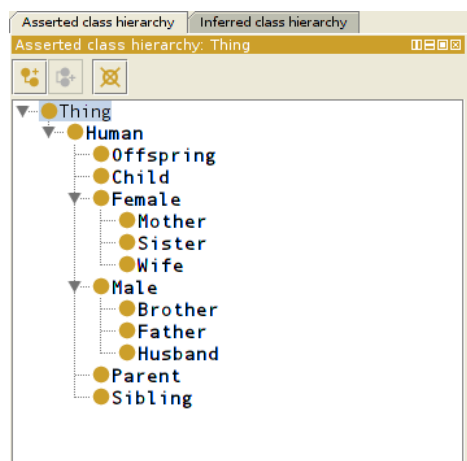 Asserted class hierarchy Inferred class hierarchy
Asserted class hierarchy: Thing
Thing
Human
Offspring
Child
Female
Mother
Sister
Wife
Male
Brother
Father
Husband
Parent
Sibling